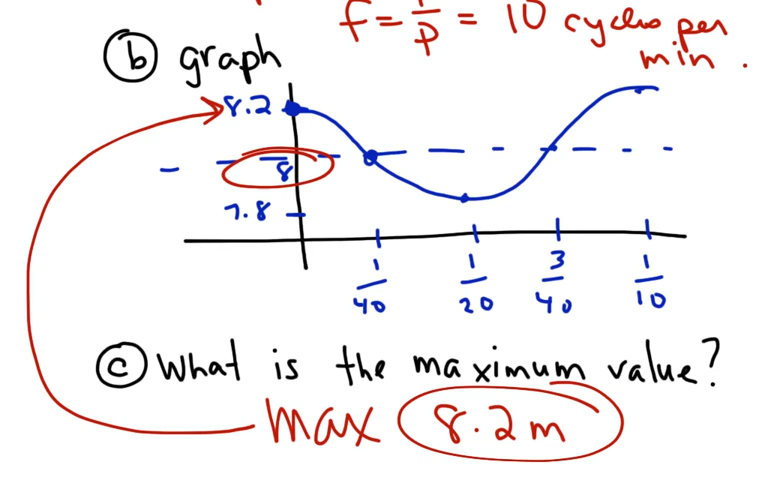 f = 1/p = 10 cycles per
min.
b graph
8.2
8
7.8
1/40 1/20 3/40 1/10
c What is the maximum value?
max 8.2 m